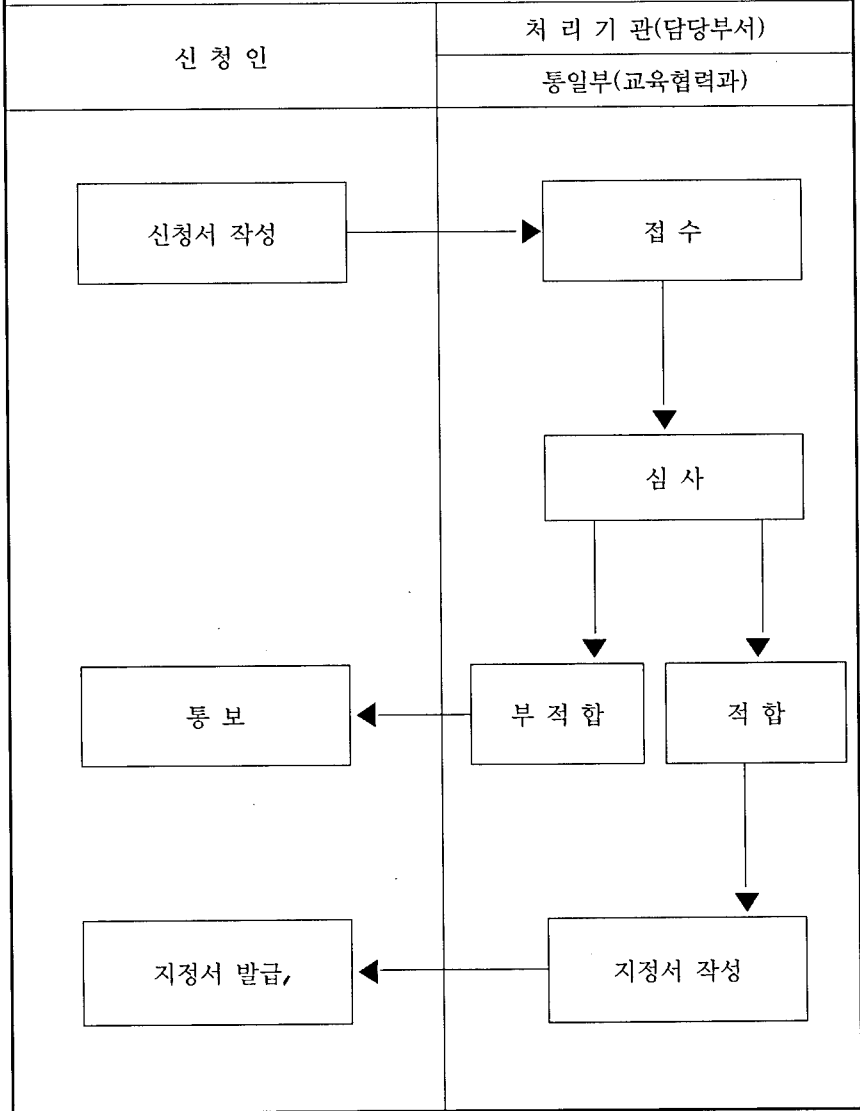 신 청 인
처 리 기 관(담당부서)
통일부(교육협력과)
신청서 작성
접 수
심 사
통 보
부 적 합
적 합
지정서 발급,
지정서 작성